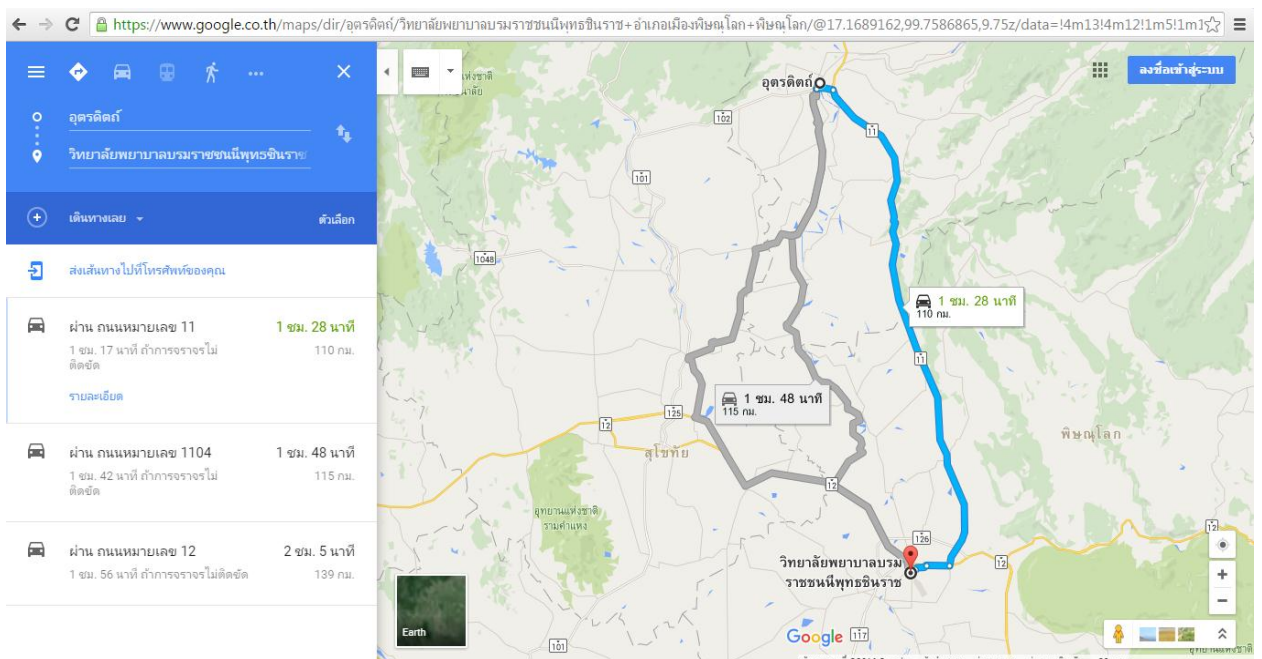 https://www.google.co.th/maps/dir/อุตรดิตถ์/วิทยาลัยพยาบาลบรมราชชนนีพุทธชินราช+อำเภอเมืองพิษณุโลก+พิษณุโลก/@17.1689162,99.7586865,9.75z/data=!4m13!4m12!1m5!1m1
อุตรดิตถ์
วิทยาลัยพยาบาลบรมราชชนนีพุทธชินราช
เดินทางเลย
ตัวเลือก
ส่งเส้นทางไปที่โทรศัพท์ของคุณ
ผ่าน ถนนหมายเลข 11 1 ชม. 28 นาที
1 ชม. 17 นาที ถ้าการจราจรไม่ 110 กม.
ติดขัด
รายละเอียด
ผ่าน ถนนหมายเลข 1104 1 ชม. 48 นาที
1 ชม. 42 นาที ถ้าการจราจรไม่ 115 กม.
ติดขัด
ผ่าน ถนนหมายเลข 12 2 ชม. 5 นาที
1 ชม. 56 นาที ถ้าการจราจรไม่ติดขัด 139 กม.
ลงชื่อเข้าสู่ระบบ
อุตรดิตถ์
102
11
101
1048
1 ชม. 28 นาที
110 กม.
11
1 ชม. 48 นาที
115 กม.
125
12
สุโขทัย
พิษณุโลก
12
อุทยานแห่งชาติ
รามคำแหง
126
12
12
วิทยาลัยพยาบาลบรม
ราชชนนีพุทธชินราช
Earth
101
Google
117